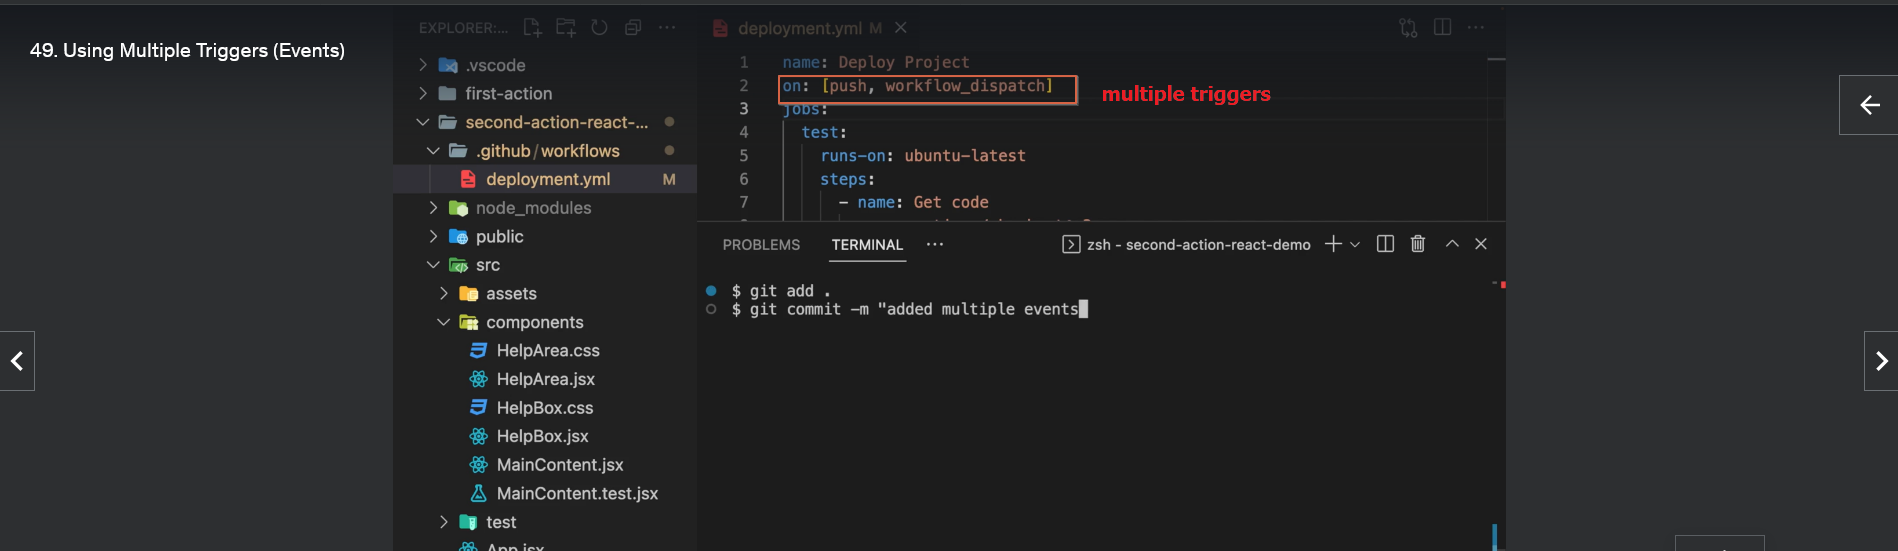 49. Using Multiple Triggers (Events)
EXPLORER:...
.vscode
first-action
second-action-react-...
.github/workflows
deployment.yml M
node_modules
public
src
assets
components
HelpArea.css
HelpArea.jsx
HelpBox.css
HelpBox.jsx
MainContent.jsx
MainContent.test.jsx
test
App.jsx
deployment.yml M
1 name: Deploy Project
2 on: [push, workflow_dispatch]
multiple triggers
3 jobs:
4 test:
5 runs-on: ubuntu-latest
6 steps:
7 - name: Get code
PROBLEMS TERMINAL ... zsh - second-action-react-demo
$ git add .
$ git commit -m "added multiple events